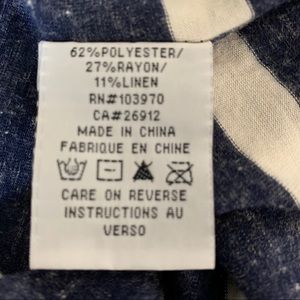 62%POLYESTER/
27%RAYON/
11%LINEN
RN#103970
CA#26912
MADE IN CHINA
FABRIQUE EN CHINE
CARE ON REVERSE
INSTRUCTIONS AU
VERSO